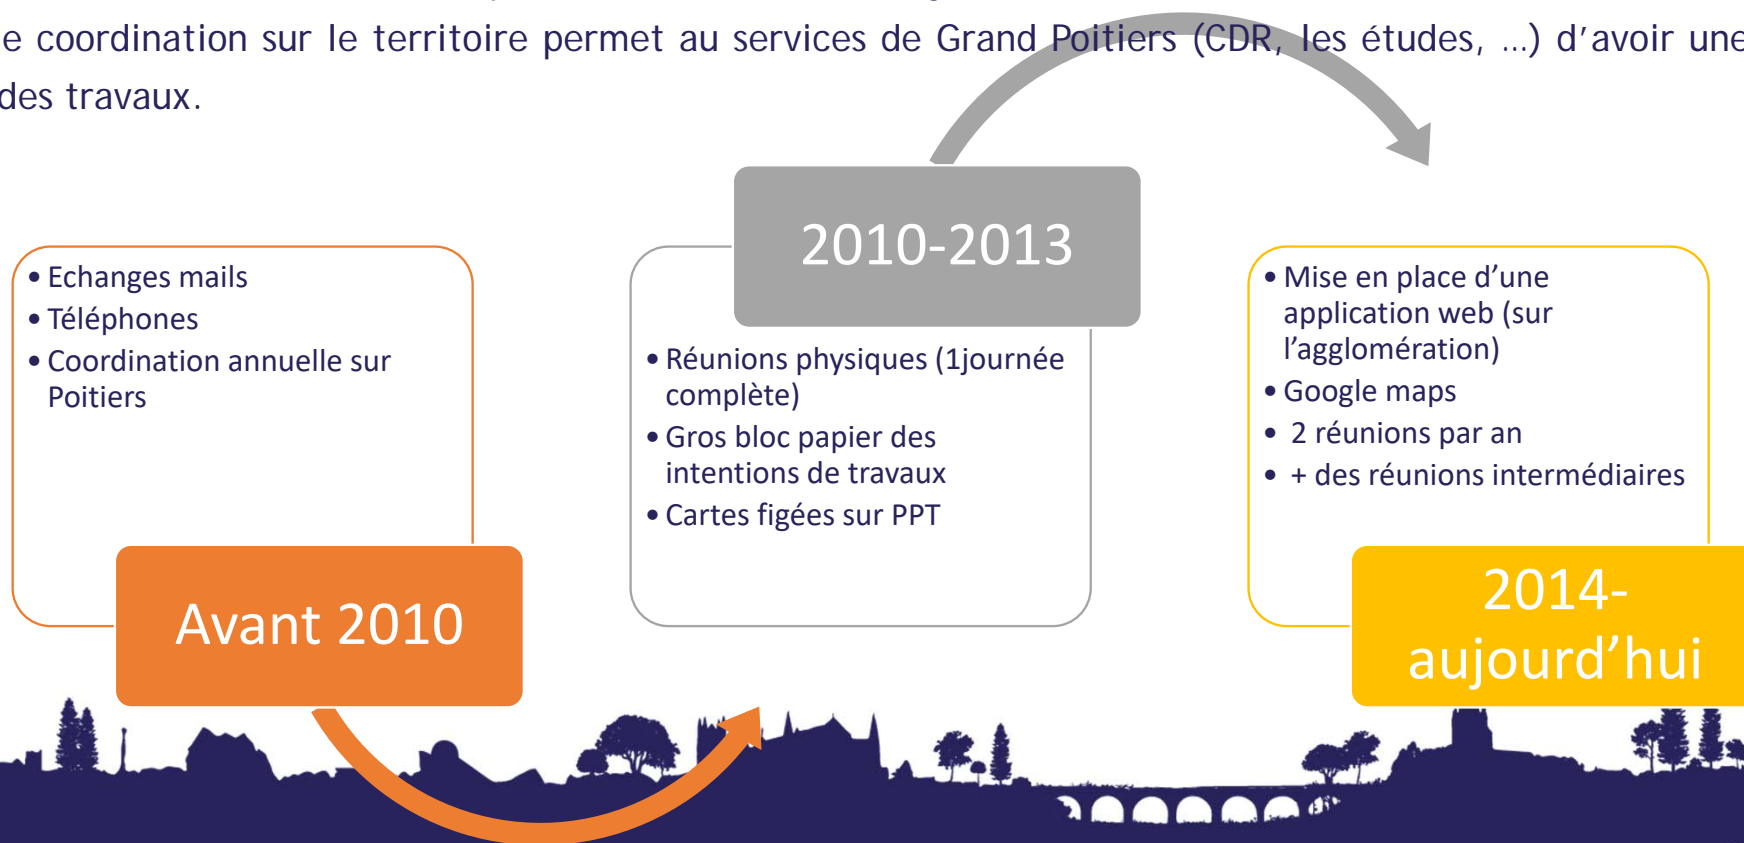 e coordination sur le territoire permet au services de Grand Poitiers (CDR, les études, …) d’avoir une
des travaux.
• Echanges mails
• Téléphones
• Coordination annuelle sur
Poitiers
Avant 2010
2010-2013
• Réunions physiques (1journée
complète)
• Gros bloc papier des
intentions de travaux
• Cartes figées sur PPT
• Mise en place d’une
application web (sur
l’agglomération)
• Google maps
• 2 réunions par an
• + des réunions intermédiaires
2014-
aujourd’hui